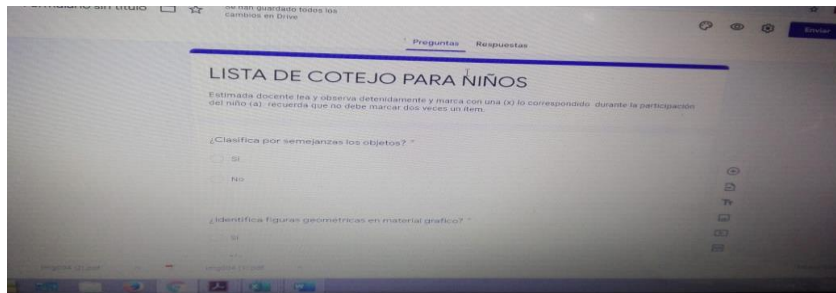 Formulario sin título
Se han guardado todos los
cambios en Drive
Enviar
Preguntas Respuestas
LISTA DE COTEJO PARA NIÑOS
Estimada docente lea y observa detenidamente y marca con una (x) lo correspondido durante la participación
del niño (a). recuerda que no debe marcar dos veces un ítem.
¿Clasifica por semejanzas los objetos? *
SI
No
¿Identifica figuras geometricas en material grafico? *
SI